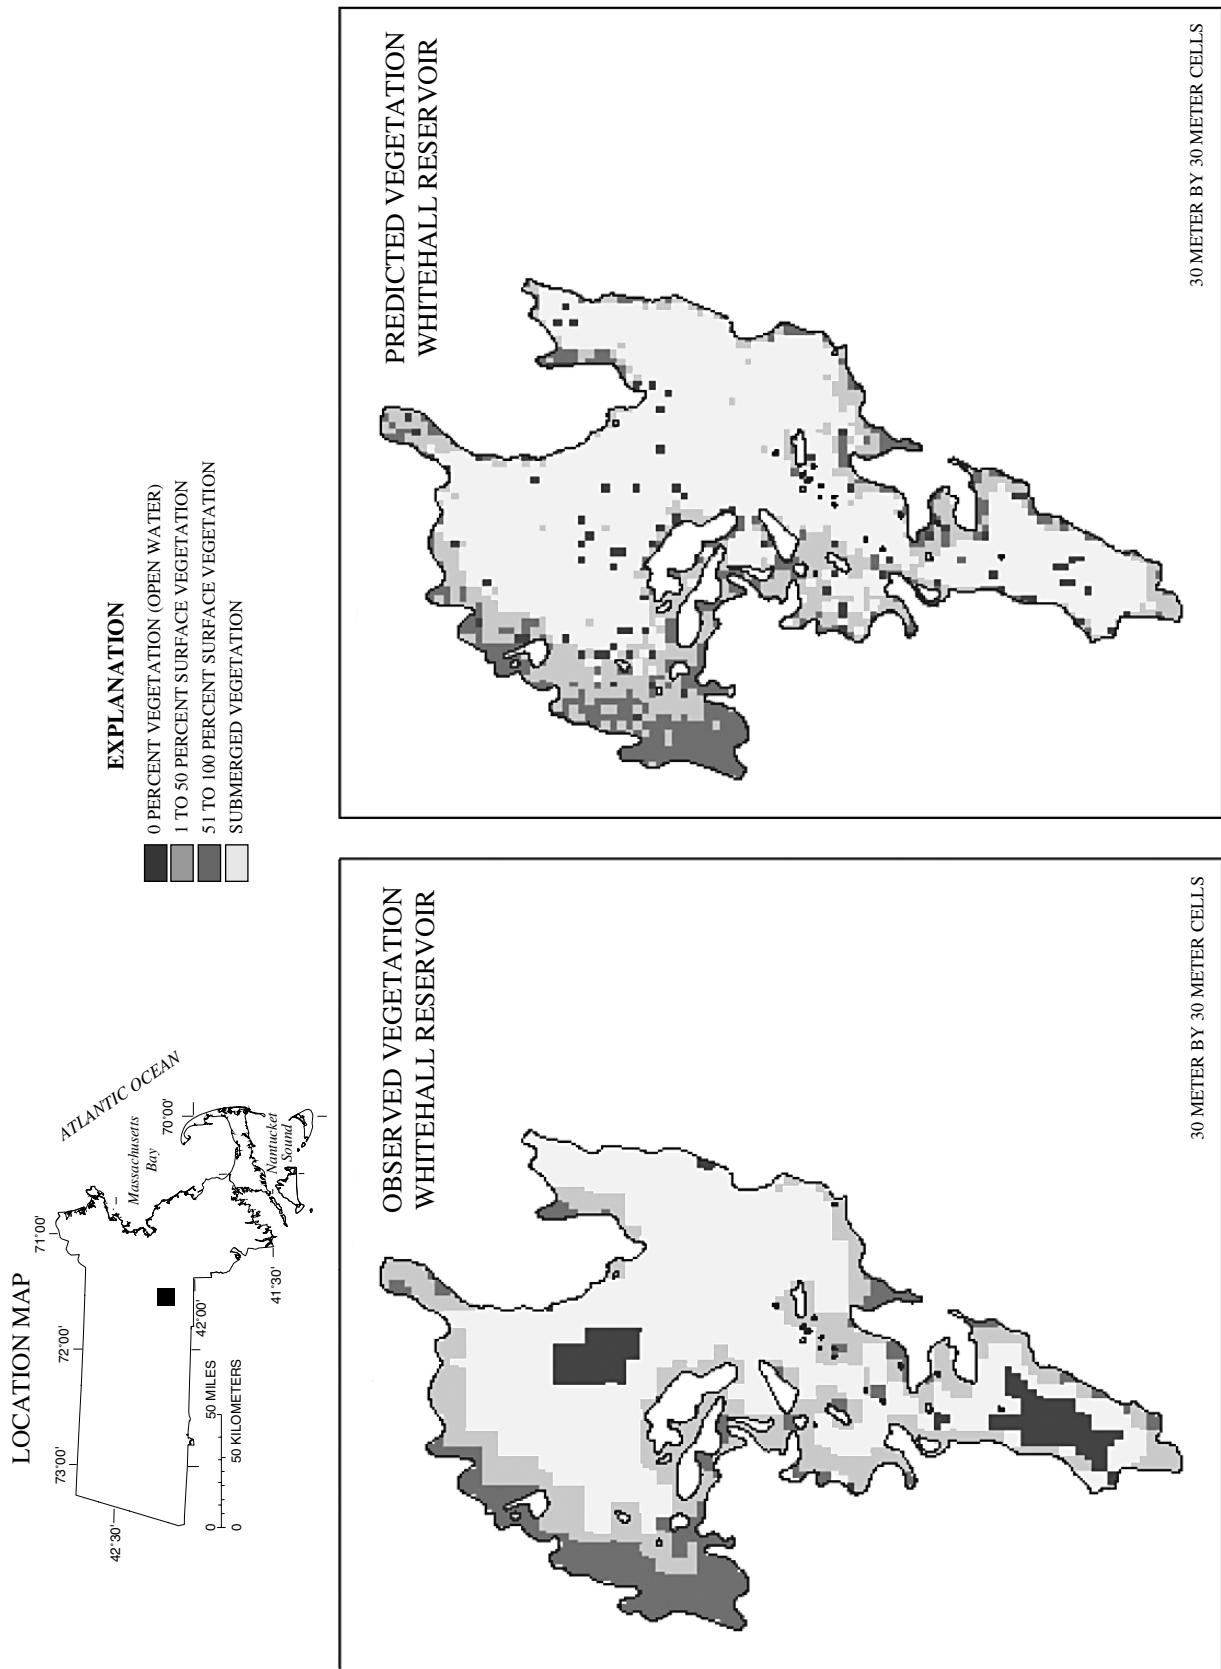 LOCATION MAP
73°00'
72°00'
71°00'
70°00'
42°30'
42°00'
41°30'
ATLANTIC OCEAN
Massachusetts
Bay
Nantucket
Sound
0 50 MILES
0 50 KILOMETERS
EXPLANATION
0 PERCENT VEGETATION (OPEN WATER)
1 TO 50 PERCENT SURFACE VEGETATION
51 TO 100 PERCENT SURFACE VEGETATION
SUBMERGED VEGETATION
OBSERVED VEGETATION
WHITEHALL RESERVOIR
30 METER BY 30 METER CELLS
PREDICTED VEGETATION
WHITEHALL RESERVOIR
30 METER BY 30 METER CELLS